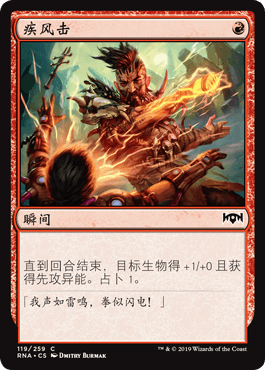 疾风击
瞬间
直到回合结束，目标生物得+1/+0且获
得先攻异能。占卜1。
「我声如雷鸣，拳似闪电！」
119/259 C
RNA • CS DMITRY BURMAK
™ & © 2019 Wizards of the Coast